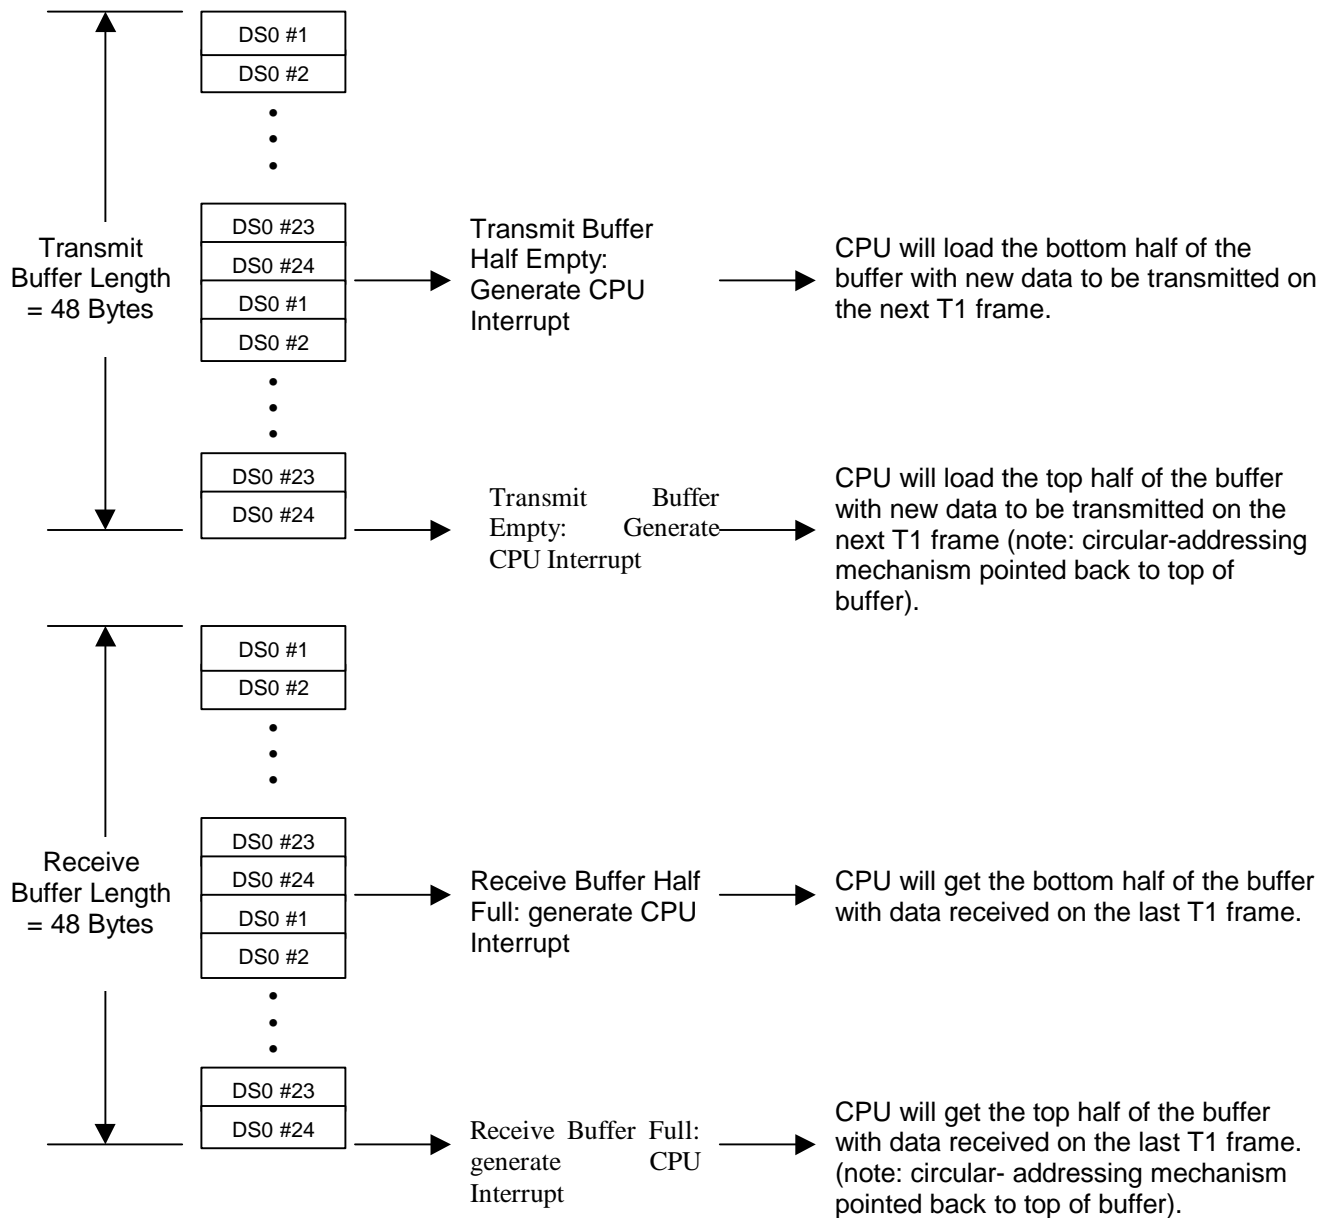 DS0 #1
DS0 #2
DS0 #23
DS0 #24
DS0 #1
DS0 #2
DS0 #23
DS0 #24
Transmit
Buffer Length
= 48 Bytes
Transmit Buffer
Half Empty:
Generate CPU
Interrupt
CPU will load the bottom half of the
buffer with new data to be transmitted on
the next T1 frame.
Transmit Buffer
Empty: Generate
CPU Interrupt
CPU will load the top half of the buffer
with new data to be transmitted on the
next T1 frame (note: circular-addressing
mechanism pointed back to top of
buffer).
DS0 #1
DS0 #2
DS0 #23
DS0 #24
DS0 #1
DS0 #2
DS0 #23
DS0 #24
Receive
Buffer Length
= 48 Bytes
Receive Buffer Half
Full: generate CPU
Interrupt
CPU will get the bottom half of the buffer
with data received on the last T1 frame.
Receive Buffer Full:
generate CPU
Interrupt
CPU will get the top half of the buffer
with data received on the last T1 frame.
(note: circular- addressing mechanism
pointed back to top of buffer).